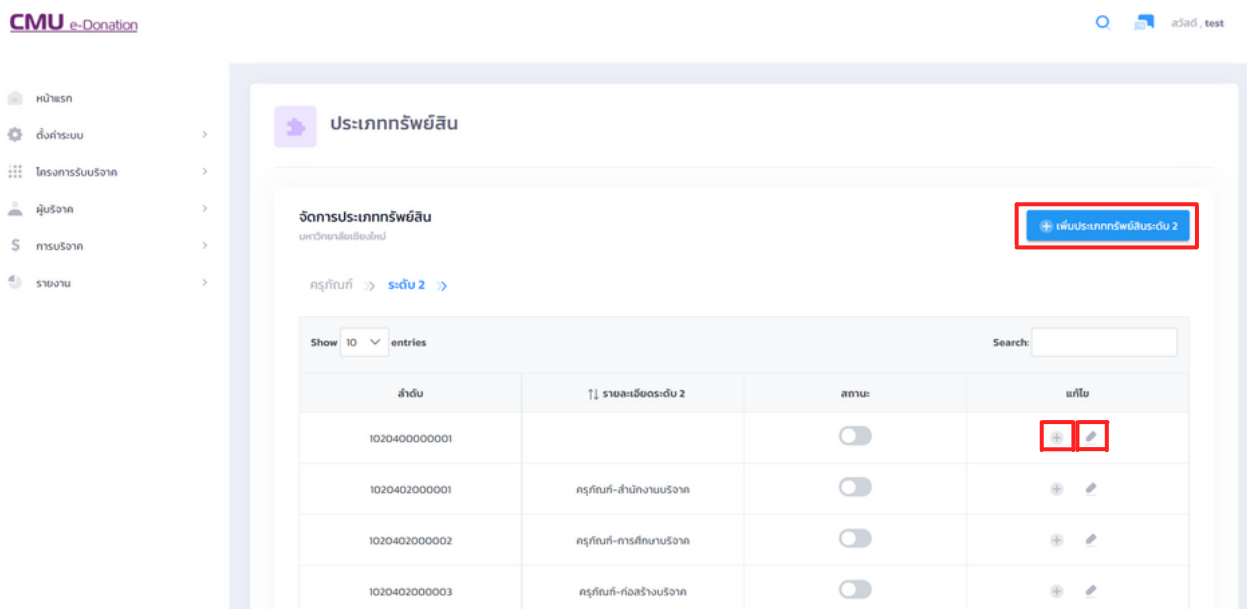 CMU e-Donation
สวัสดี , test
หน้าแรก
ตั้งค่าระบบ
โครงการรับบริจาค
ผู้บริจาค
การบริจาค
รายงาน
ประเภททรัพย์สิน
จัดการประเภททรัพย์สิน
มหาวิทยาลัยเชียงใหม่
เพิ่มประเภททรัพย์สินระดับ 2
ครุภัณฑ์ ระดับ 2
Show 10 entries Search:
ลำดับ รายละเอียดระดับ 2 สถานะ แก้ไข
1020400000001
1020402000001 ครุภัณฑ์-สำนักงานบริจาค
1020402000002 ครุภัณฑ์-การศึกษาบริจาค
1020402000003 ครุภัณฑ์-ก่อสร้างบริจาค